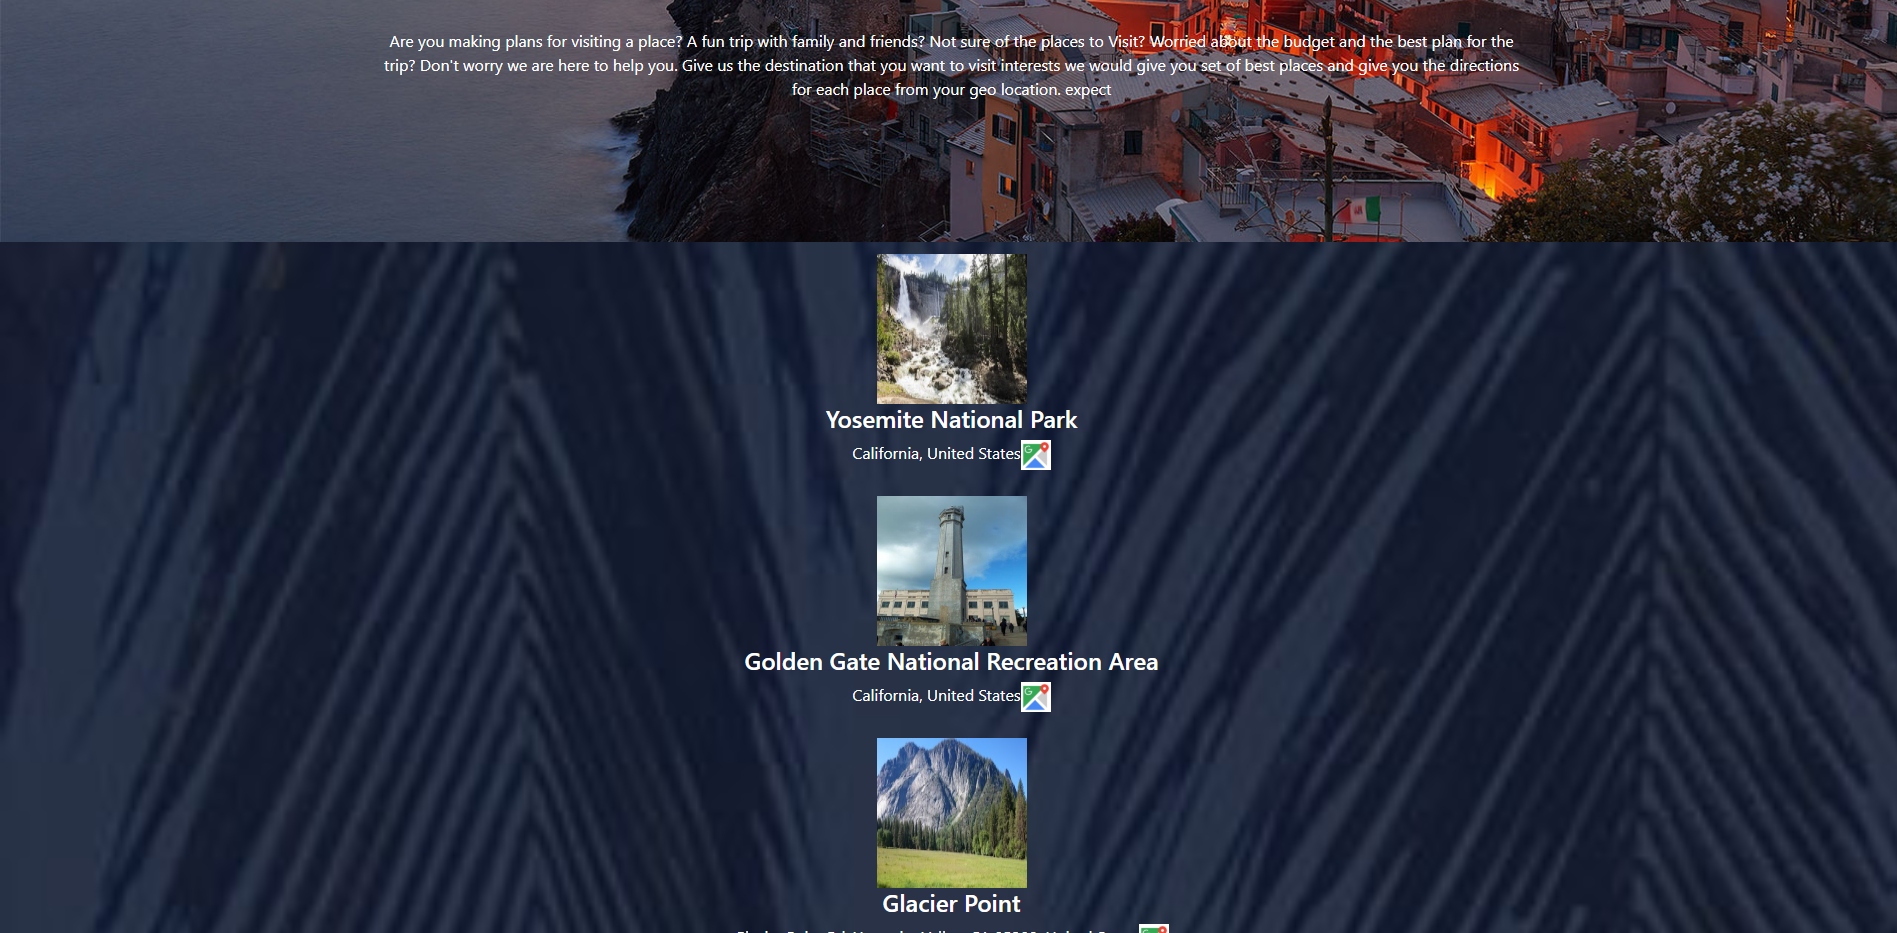 Are you making plans for visiting a place? A fun trip with family and friends? Not sure of the places to Visit? Worried about the budget and the best plan for the
trip? Don't worry we are here to help you. Give us the destination that you want to visit interests we would give you set of best places and give you the directions
for each place from your geo location. expect
Yosemite National Park
California, United States
Golden Gate National Recreation Area
California, United States
Glacier Point